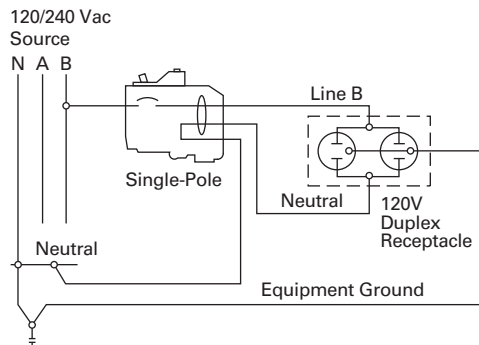 120/240 Vac
Source
N A B
Line B
Single-Pole
Neutral
120V
Duplex
Receptacle
Neutral
Equipment Ground